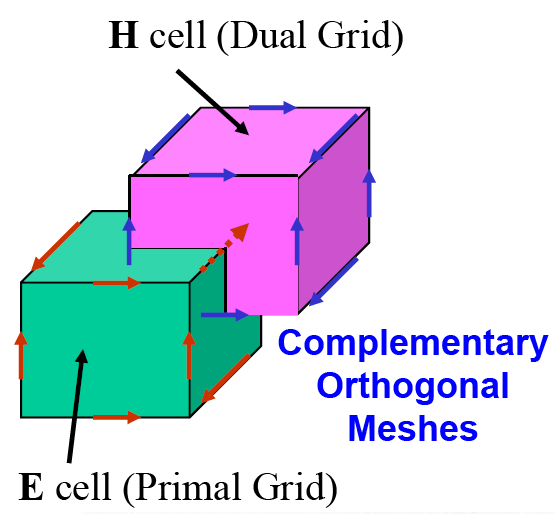 H cell (Dual Grid)
Complementary
Orthogonal
Meshes
E cell (Primal Grid)